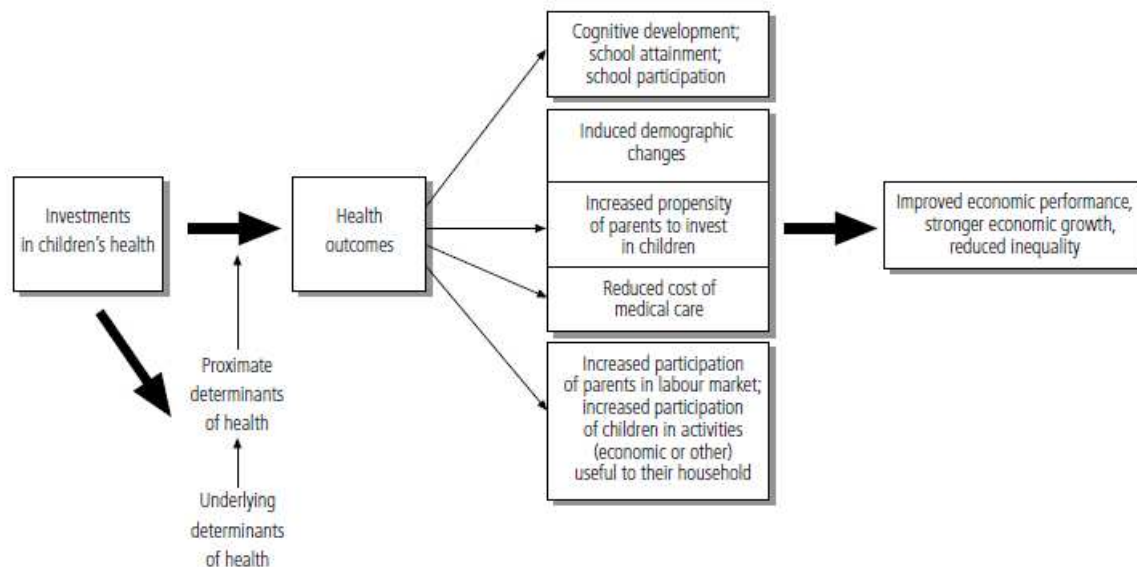 Investments
in children's health
Proximate
determinants
of health
Underlying
determinants
of health
Health
outcomes
Cognitive development;
school attainment;
school participation
Induced demographic
changes
Increased propensity
of parents to invest
in children
Reduced cost of
medical care
Increased participation
of parents in labour market;
increased participation
of children in activities
(economic or other)
useful to their household
Improved economic performance,
stronger economic growth,
reduced inequality